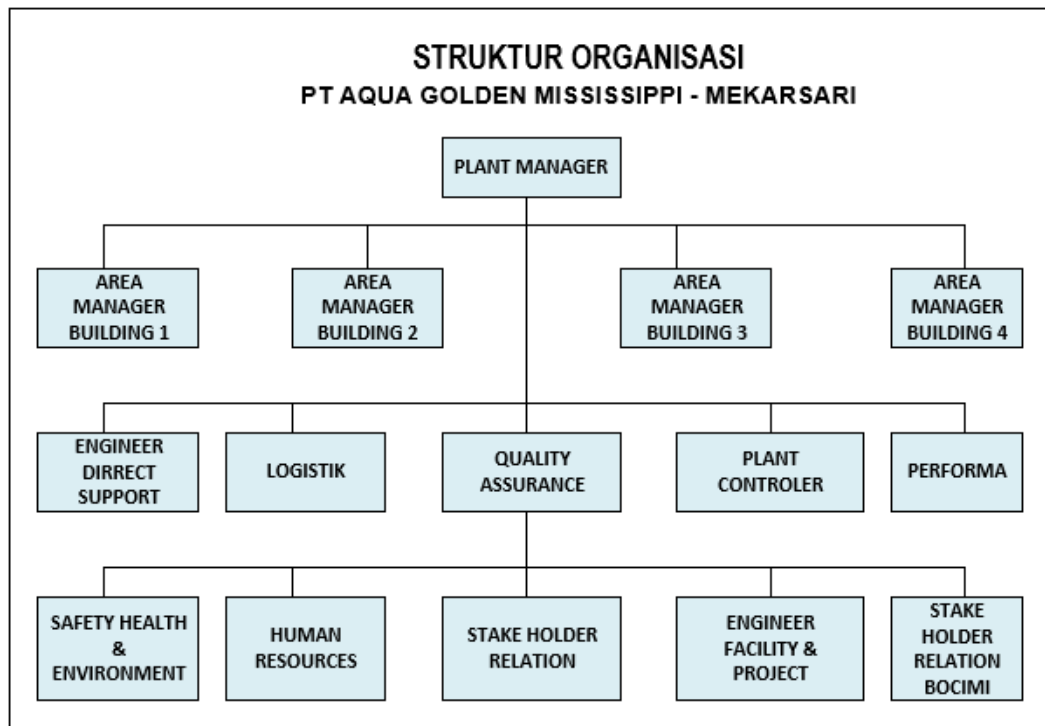 STRUKTUR ORGANISASI
PT AQUA GOLDEN MISSISSIPPI - MEKARSARI
PLANT MANAGER
AREA
MANAGER
BUILDING 1
AREA
MANAGER
BUILDING 2
AREA
MANAGER
BUILDING 3
AREA
MANAGER
BUILDING 4
ENGINEER
DIRRECT
SUPPORT
LOGISTIK
QUALITY
ASSURANCE
PLANT
CONTROLER
PERFORMA
SAFETY HEALTH
&
ENVIRONMENT
HUMAN
RESOURCES
STAKE HOLDER
RELATION
ENGINEER
FACILITY &
PROJECT
STAKE
HOLDER
RELATION
BOCIMI